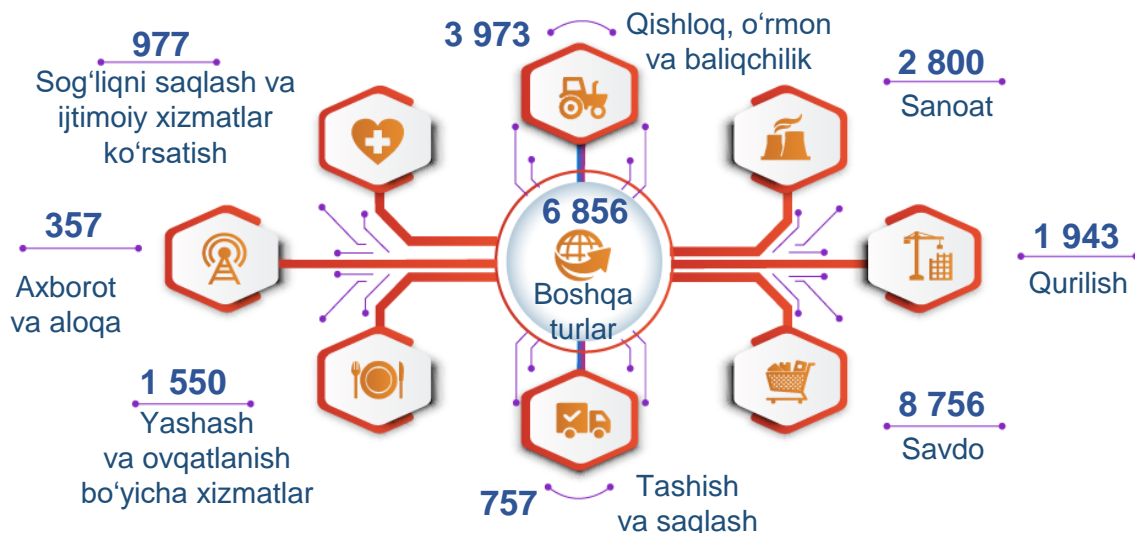 977
Sog‘liqni saqlash va
ijtimoiy xizmatlar
ko‘rsatish
3 973
Qishloq, o‘rmon
va baliqchilik
2 800
Sanoat
357
Axborot
va aloqa
6 856
Boshqa
turlar
1 943
Qurilish
1 550
Yashash
va ovqatlanish
bo‘yicha xizmatlar
757
Tashish
va saqlash
8 756
Savdo